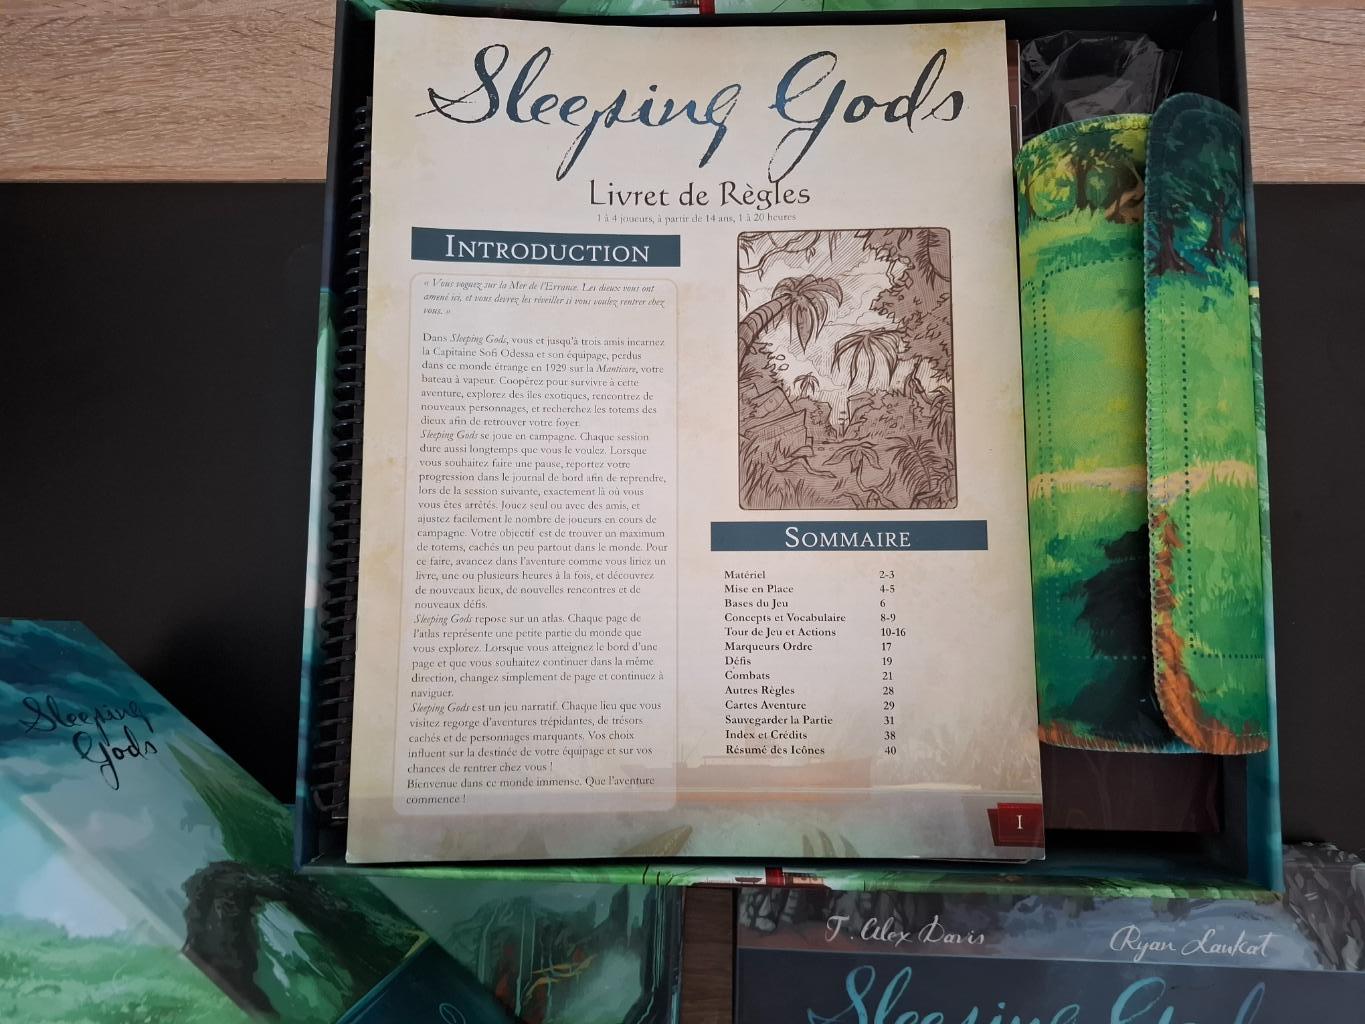 Sleeping Gods
Livret de Règles
1 à 4 joueurs, à partir de 14 ans, 1 à 20 heures
INTRODUCTION
« Vous voguez sur la Mer de l'Errance. Les dieux vous ont
amené ici, et vous devrez les réveiller si vous voulez rentrer chez
vous. »
Dans Sleeping Gods, vous et jusqu'à trois amis incarnez
la Capitaine Sofi Odessa et son équipage, perdus
dans ce monde étrange en 1929 sur la Manticore, votre
bateau à vapeur. Coopérez pour survivre à cette
aventure, explorez des îles exotiques, rencontrez de
nouveaux personnages, et recherchez les totems des
dieux afin de retrouver votre foyer.
Sleeping Gods se joue en campagne. Chaque session
dure aussi longtemps que vous le voulez. Lorsque
vous souhaitez faire une pause, reportez votre
progression dans le journal de bord afin de reprendre,
lors de la session suivante, exactement là où vous
vous êtes arrêtés. Jouez seul ou avec des amis, et
ajustez facilement le nombre de joueurs en cours de
campagne. Votre objectif est de trouver un maximum
de totems, cachés un peu partout dans le monde. Pour
ce faire, avancez dans l'aventure comme vous liriez un
livre, une ou plusieurs heures à la fois, et découvrez
de nouveaux lieux, de nouvelles rencontres et de
nouveaux défis.
Sleeping Gods repose sur un atlas. Chaque page de
l'atlas représente une petite partie du monde que
vous explorez. Lorsque vous atteignez le bord d'une
page et que vous souhaitez continuer dans la même
direction, changez simplement de page et continuez à
naviguer.
Sleeping Gods est un jeu narratif. Chaque lieu que vous
visitez regorge d'aventures trépidantes, de trésors
cachés et de personnages marquants. Vos choix
influent sur la destinée de votre équipage et sur vos
chances de rentrer chez vous !
Bienvenue dans ce monde immense. Que l'aventure
commence !
SOMMAIRE
Matériel 2-3
Mise en Place 4-5
Bases du Jeu 6
Concepts et Vocabulaire 8-9
Tour de Jeu et Actions 10-16
Marqueurs Ordre 17
Défis 19
Combats 21
Autres Règles 28
Cartes Aventure 29
Sauvegarder la Partie 31
Index et Crédits 38
Résumé des Icônes 40
1
Sleeping
Gods
T. Alex Davis
Ryan Laukat
Sleeping Gods